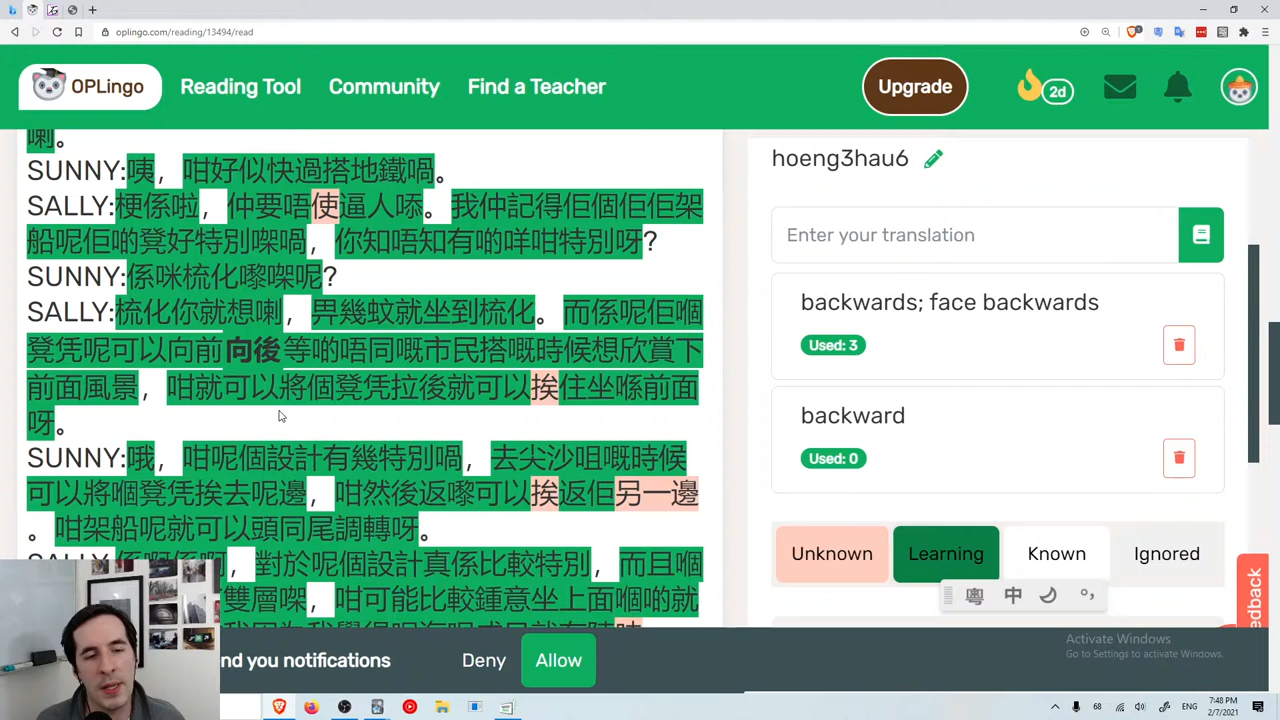 oplingo.com/reading/13494/read
OPLingo
Reading Tool
Community
Find a Teacher
Upgrade
2d
喇。
SUNNY:咦，咁好似快過搭地鐵喎。
SALLY:梗係啦，仲要唔使逼人㖭。我仲記得佢個佢佢架
船呢佢啲凳好特別㗎喎，你知唔知有啲咩咁特別呀?
SUNNY:係咪梳化嚟㗎呢?
SALLY:梳化你就想喇，畀幾蚊就坐到梳化。而係呢佢嗰
凳凭呢可以向前向後等啲唔同嘅市民搭嘅時候想欣賞下
前面風景，咁就可以將個凳凭拉後就可以挨住坐喺前面
呀。
SUNNY:哦，咁呢個設計有幾特別喎，去尖沙咀嘅時候
可以將嗰凳凭挨去呢邊，咁然後返嚟可以挨返佢另一邊
。咁架船呢就可以頭同尾調轉呀。
係啊係啊，對於呢個設計真係比較特別，而且嗰
雙層㗎，咁可能比較鍾意坐上面嗰啲就
hoeng3hau6
Enter your translation
backwards; face backwards
Used: 3
backward
Used: 0
Unknown
Learning
Known
Ignored
粵 中
edback
Activate Windows
Go to Settings to activate Windows.
nd you notifications
Deny
Allow
68
ENG
7:48 PM
2/7/2021